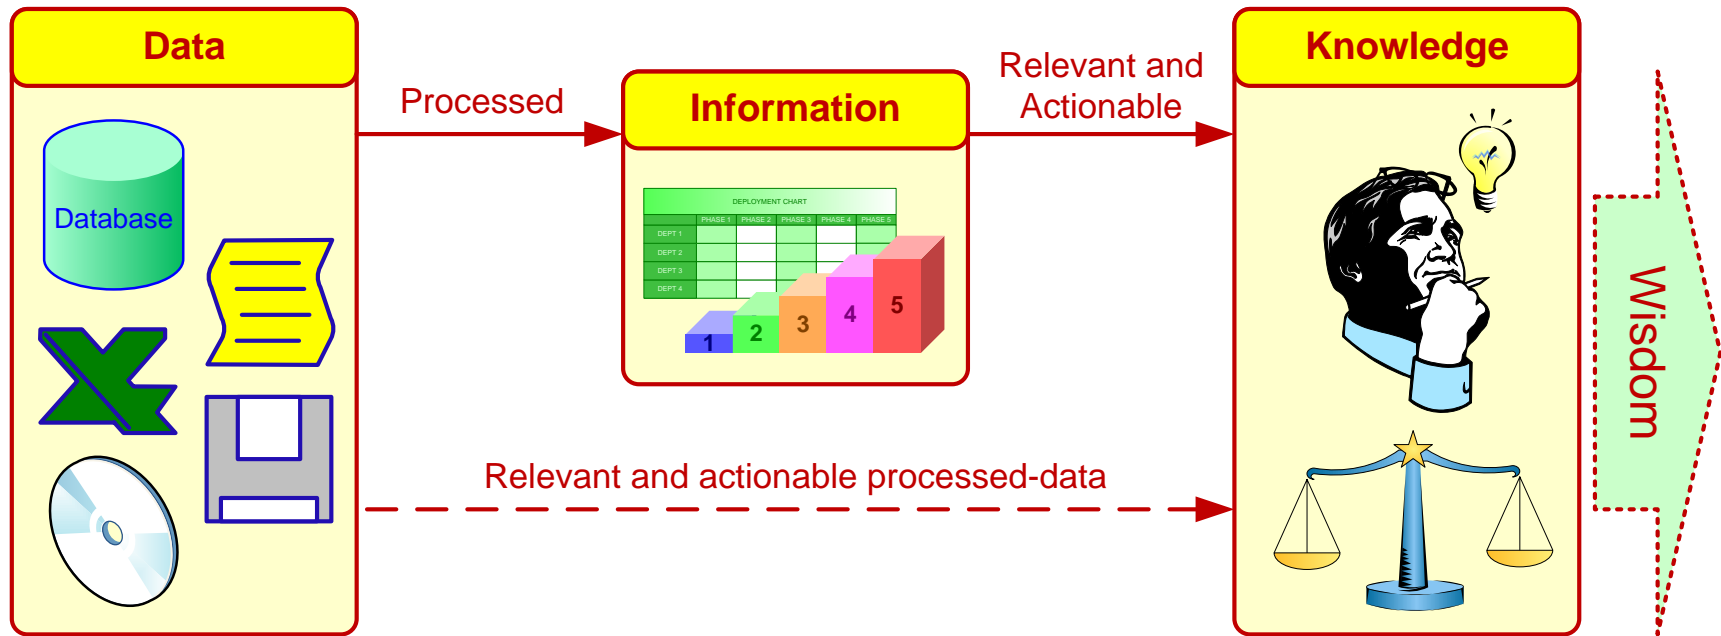 Data
Database
Processed
Information
DEPLOYMENT CHART
PHASE 1 PHASE 2 PHASE 3 PHASE 4 PHASE 5
DEPT 1
DEPT 2
DEPT 3
DEPT 4
1 2 3 4 5
Relevant and
Actionable
Relevant and actionable processed-data
Knowledge
Wisdom